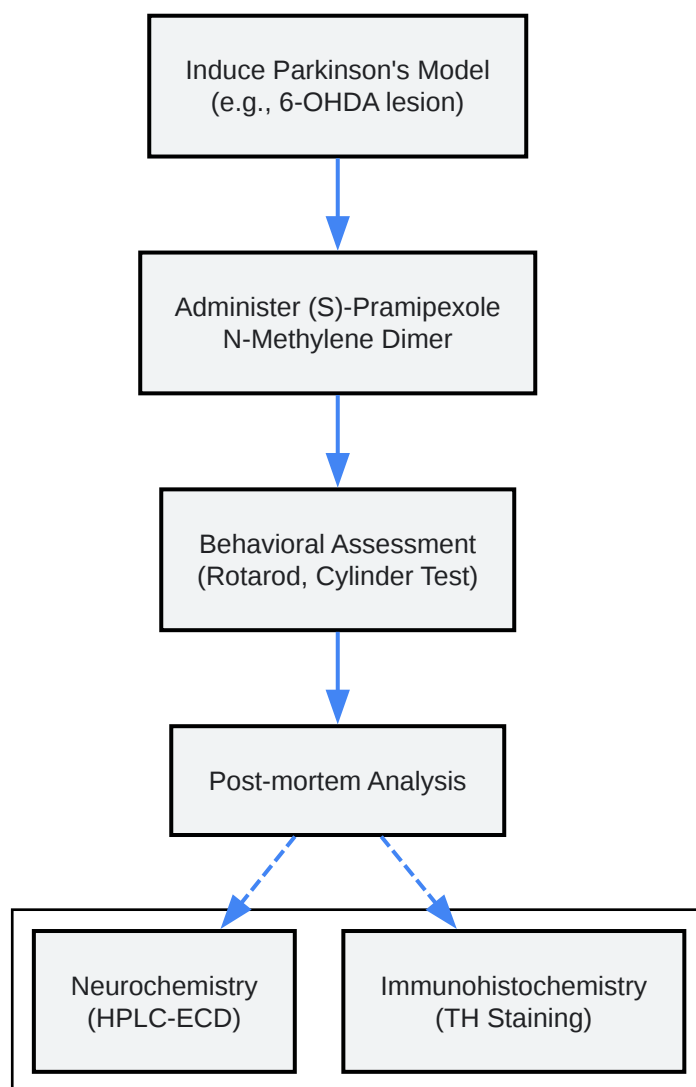 Induce Parkinson's Model
(e.g., 6-OHDA lesion)
Administer (S)-Pramipexole
N-Methylene Dimer
Behavioral Assessment
(Rotarod, Cylinder Test)
Post-mortem Analysis
Neurochemistry
(HPLC-ECD)
Immunohistochemistry
(TH Staining)